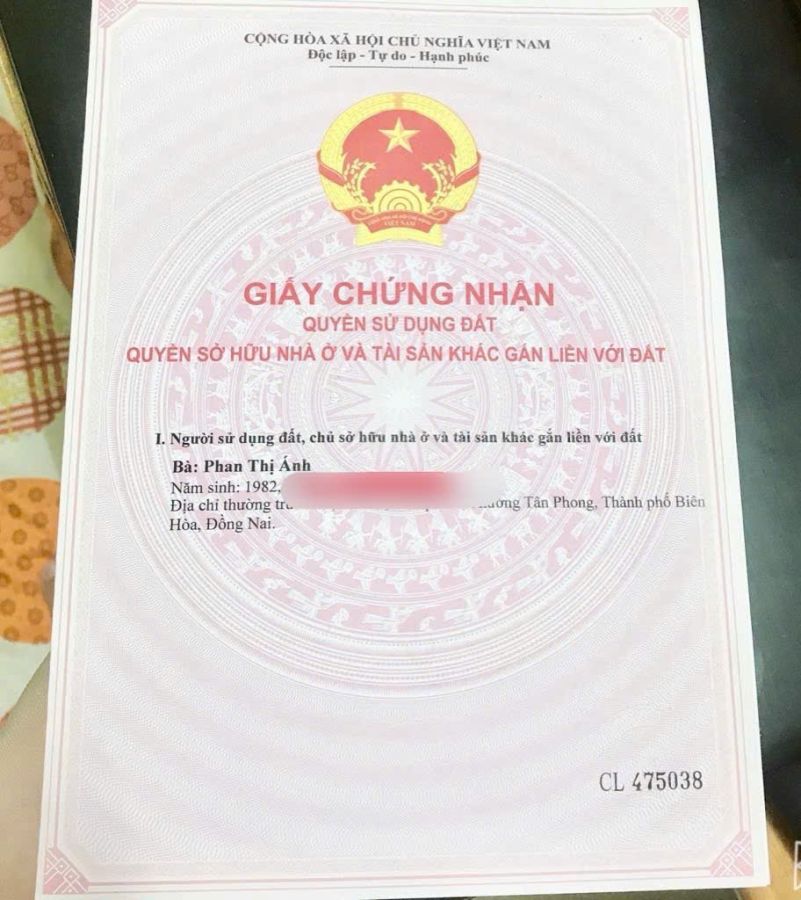 CỘNG HÒA XÃ HỘI CHỦ NGHĨA VIỆT NAM
Độc lập - Tự do - Hạnh phúc
VIỆT NAM
GIẤY CHỨNG NHẬN
QUYỀN SỬ DỤNG ĐẤT
QUYỀN SỞ HỮU NHÀ Ở VÀ TÀI SẢN KHÁC GẮN LIỀN VỚI ĐẤT
I. Người sử dụng đất, chủ sở hữu nhà ở và tài sản khác gắn liền với đất
Bà: Phan Thị Ánh
Năm sinh: 1982,
Địa chỉ thường Tân Phong, Thành phố Biên
Hòa, Đồng Nai.
CL 475038